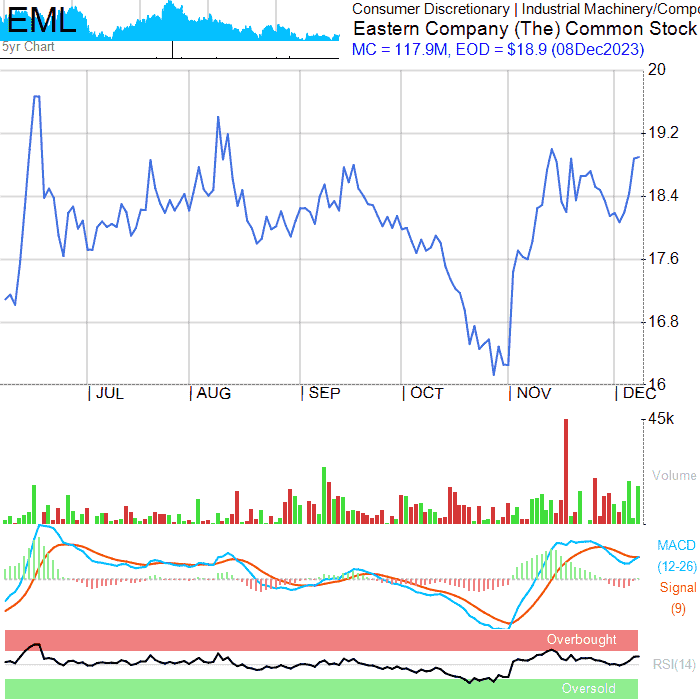 EML
5yr Chart
Consumer Discretionary | Industrial Machinery/Compo
Eastern Company (The) Common Stock
MC = 117.9M, EOD = $18.9 (08Dec2023)
20
19.2
18.4
17.6
16.8
16
JUL AUG SEP OCT NOV DEC
45k
Volume
MACD
(12-26)
Signal
(9)
Overbought
RSI(14)
Oversold